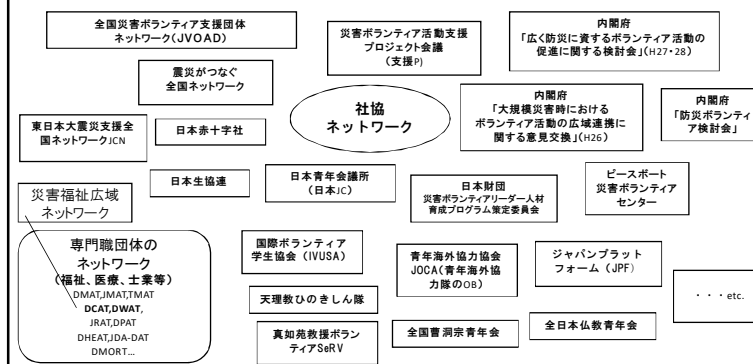 全国災害ボランティア支援団体
ネットワーク(JVOAD)
災害ボランティア活動支援
プロジェクト会議
(支援P)
内閣府
「広く防災に資するボランティア活動の
促進に関する検討会」(H27・28)
震災がつなぐ
全国ネットワーク
社協
ネットワーク
内閣府
「大規模災害時における
ボランティア活動の広域連携に
関する意見交換」(H26)
内閣府
「防災ボランティ
ア検討会」
東日本大震災支援全
国ネットワークJCN
日本赤十字社
日本生協連
日本青年会議所
(日本JC)
日本財団
災害ボランティアリーダー人材
育成プログラム策定委員会
ピースボート
災害ボランティア
センター
災害福祉広域
ネットワーク
専門職団体の
ネットワーク
(福祉、医療、士業等)
DMAT,JMAT,TMAT
DCAT,DWAT,
JRAT,DPAT
DHEAT,JDA-DAT
DMORT…
国際ボランティア
学生協会（IVUSA）
青年海外協力協会
JOCA(青年海外協
力隊のOB)
ジャパンプラット
フォーム（JPF）
・・・etc.
天理教ひのきしん隊
真如苑救援ボラン
ティアSeRV
全国曹洞宗青年会
全日本仏教青年会